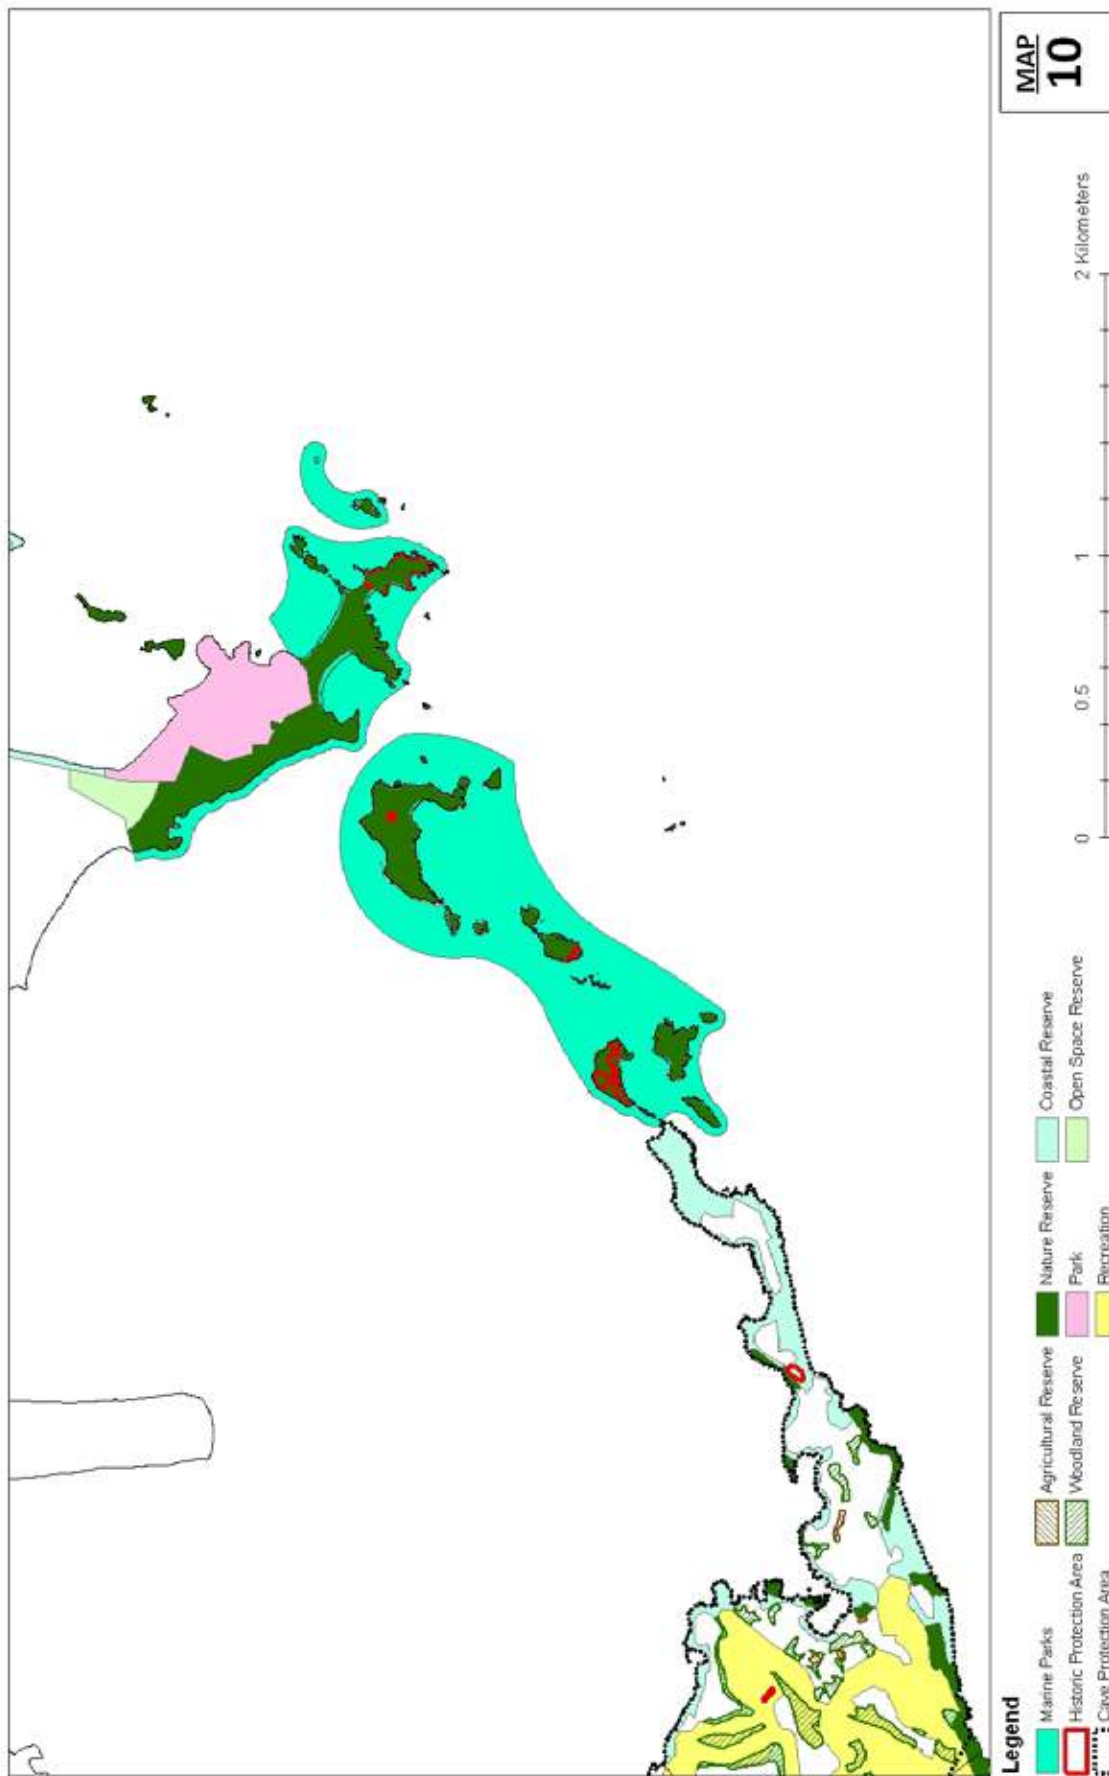 MAP
10
Legend
Marine Parks
Historic Protection Area
Cave Protection Area
Agricultural Reserve
Woodland Reserve
Nature Reserve
Park
Recreation
Coastal Reserve
Open Space Reserve
0 0.5 1 2 Kilometers